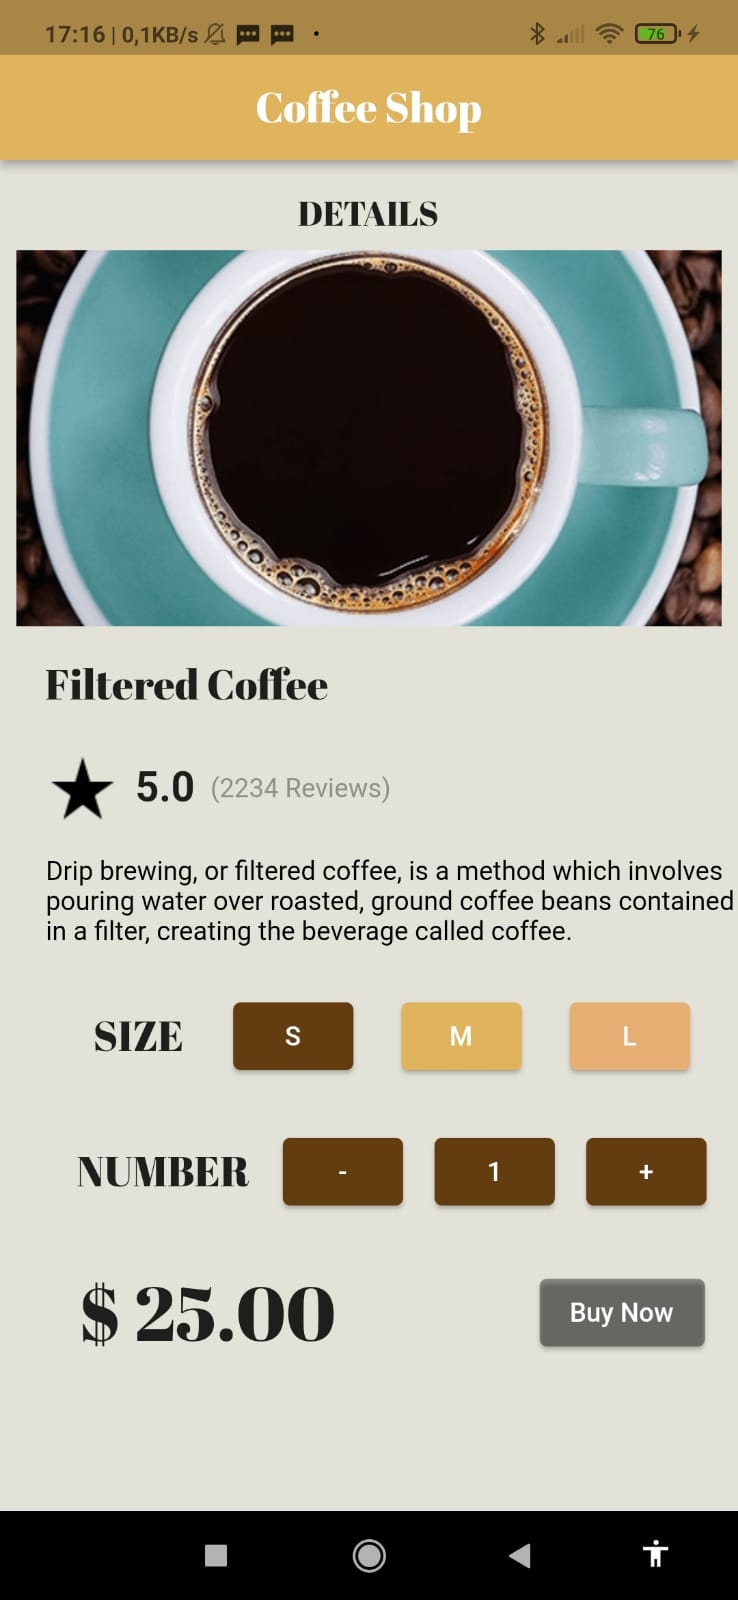 17:16 | 0,1KB/s 76
Coffee Shop
DETAILS
Filtered Coffee
5.0 (2234 Reviews)
Drip brewing, or filtered coffee, is a method which involves
pouring water over roasted, ground coffee beans contained
in a filter, creating the beverage called coffee.
SIZE S M L
NUMBER - 1 +
$ 25.00 Buy Now